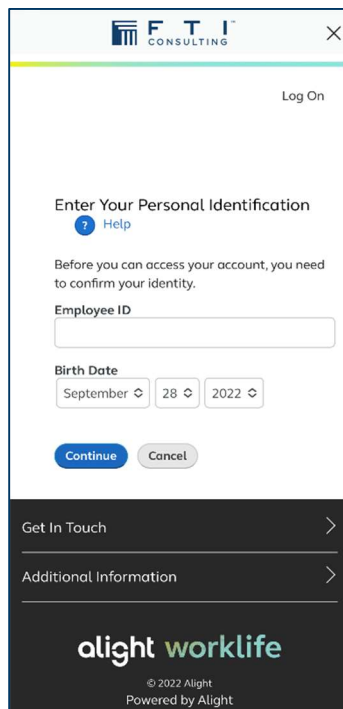 F T I™
CONSULTING
Log On
Enter Your Personal Identification
? Help
Before you can access your account, you need
to confirm your identity.
Employee ID
Birth Date
September 28 2022
Continue Cancel
Get In Touch
Additional Information
alight worklife
© 2022 Alight
Powered by Alight